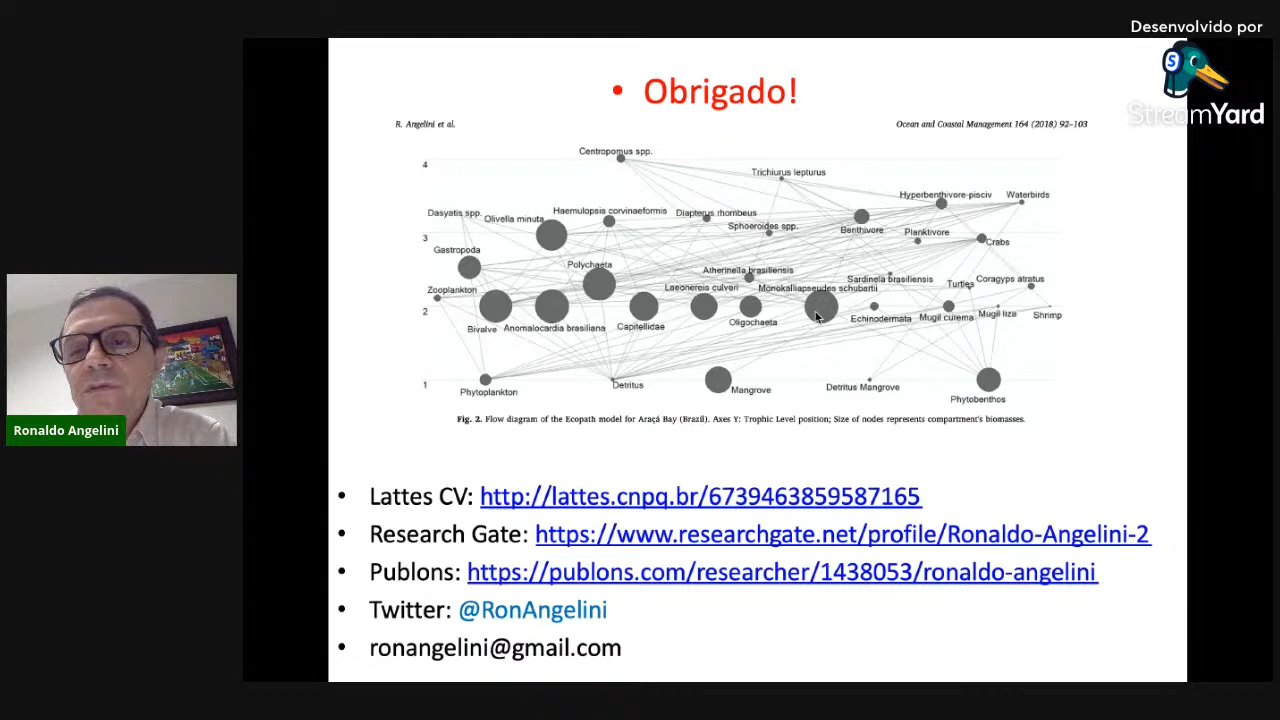 Desenvolvido por
StreamYard
• Obrigado!
R. Angelini et al.
Ocean and Coastal Management 164 (2018) 92–103
4
Centropomus spp.
Trichiurus lepturus
Hyperbenthivore-pisciv
Waterbirds
Dasyatis spp.
Olivella minuta
Haemulopsis corvinaeformis
Diapterus rhombeus
Sphoeroides spp.
Benthivore
Planktivore
3
Crabs
Gastropoda
Polychaeta
Atherinella brasiliensis
Sardinela brasiliensis
Turtles
Coragyps atratus
Zooplankton
Laeonereis culveri
Monokalliapseudes schubartii
2
Bivalve
Anomalocardia brasiliana
Capitellidae
Oligochaeta
Echinodermata
Mugil curema
Mugil liza
Shrimp
1
Phytoplankton
Detritus
Mangrove
Detritus Mangrove
Phytobenthos
Fig. 2. Flow diagram of the Ecopath model for Araçá Bay (Brazil). Axes Y: Trophic Level position; Size of nodes represents compartment's biomasses.
Ronaldo Angelini
• Lattes CV: http://lattes.cnpq.br/6739463859587165
• Research Gate: https://www.researchgate.net/profile/Ronaldo-Angelini-2
• Publons: https://publons.com/researcher/1438053/ronaldo-angelini
• Twitter: @RonAngelini
• ronangelini@gmail.com